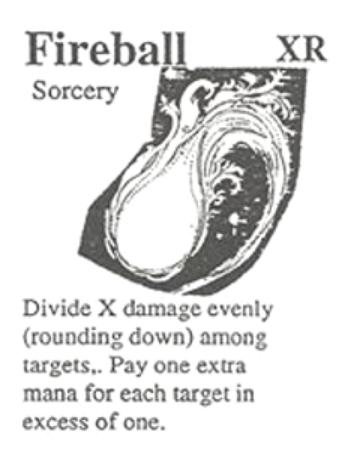 Fireball XR
Sorcery
Divide X damage evenly
(rounding down) among
targets,. Pay one extra
mana for each target in
excess of one.